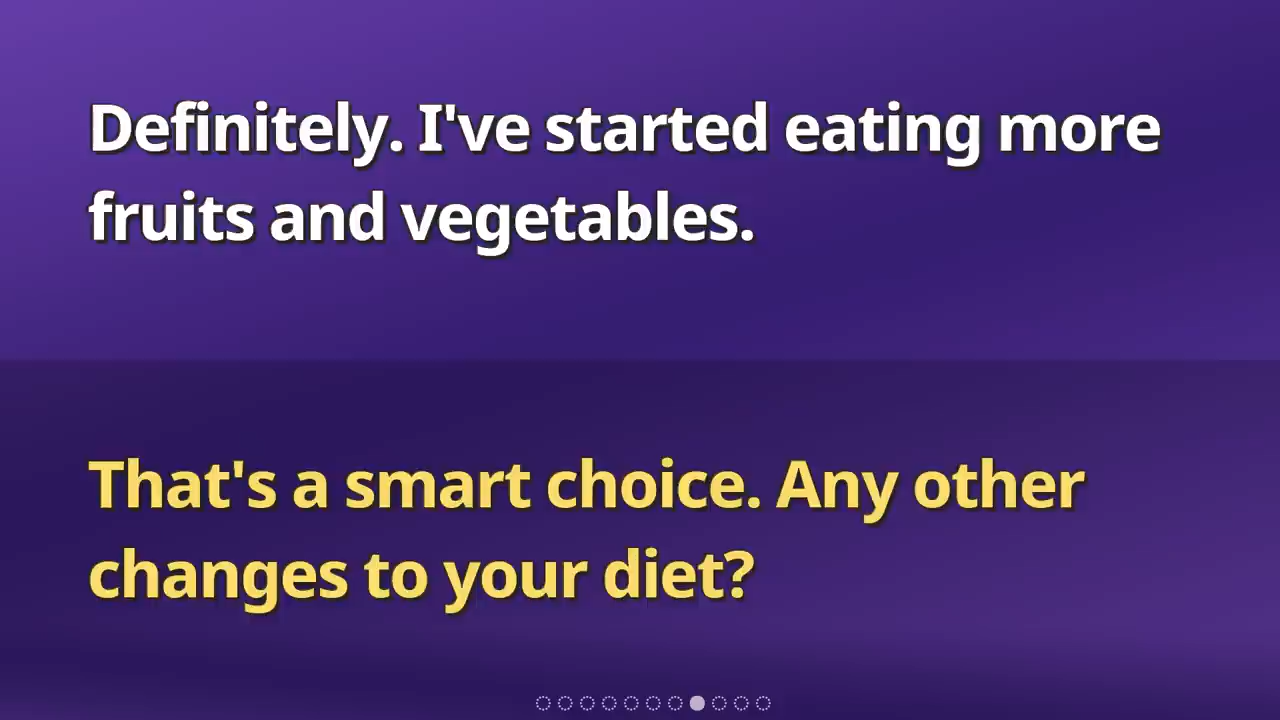 Definitely. I've started eating more
fruits and vegetables.
That's a smart choice. Any other
changes to your diet?